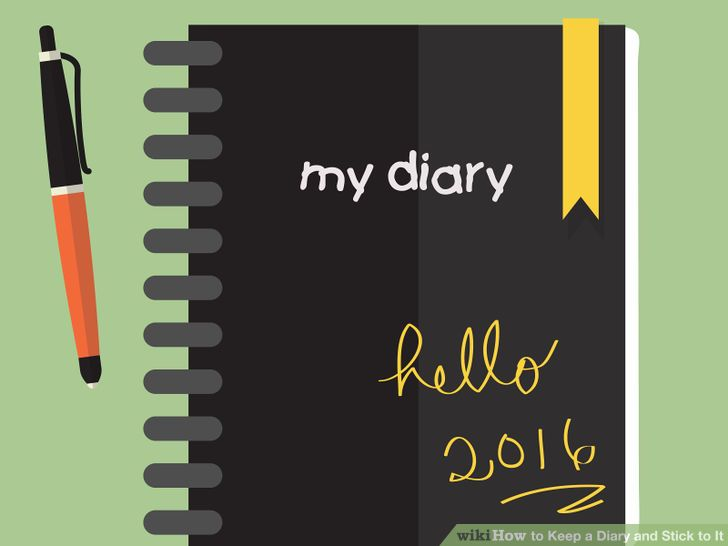 my diary
hello
2016
wikiHow to Keep a Diary and Stick to It